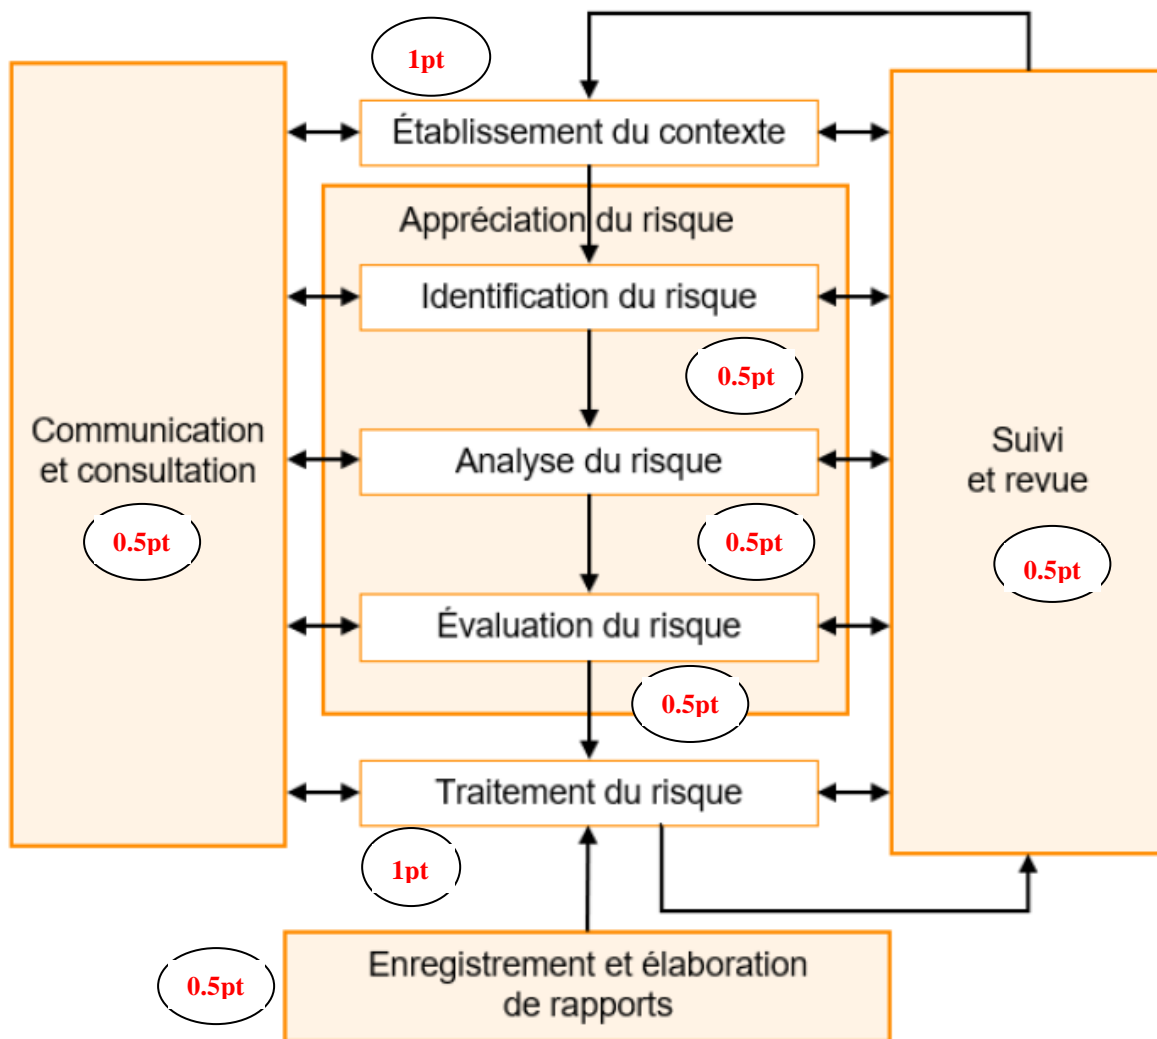 1pt
Établissement du contexte
Appréciation du risque
Identification du risque
0.5pt
Communication
et consultation
0.5pt
Analyse du risque
0.5pt
Suivi
et revue
0.5pt
Évaluation du risque
0.5pt
Traitement du risque
1pt
Enregistrement et élaboration
de rapports
0.5pt